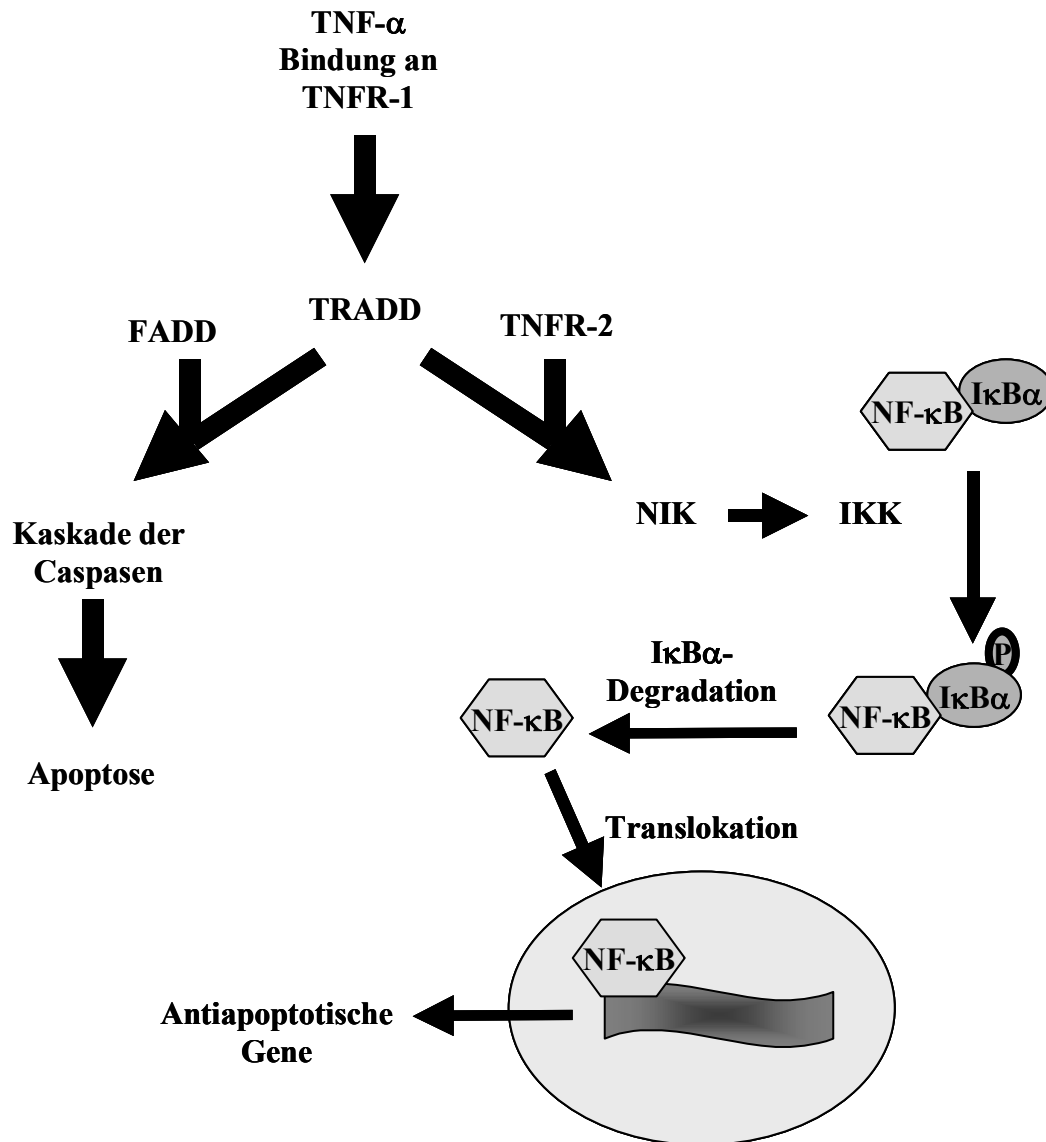 TNF-α
Bindung an
TNFR-1
TRADD
FADD
TNFR-2
NF-κB
IκBα
NIK
IKK
Kaskade der
Caspasen
P
IκBα-
Degradation
IκBα
NF-κB
NF-κB
Apoptose
Translokation
NF-κB
Antiapoptotische
Gene